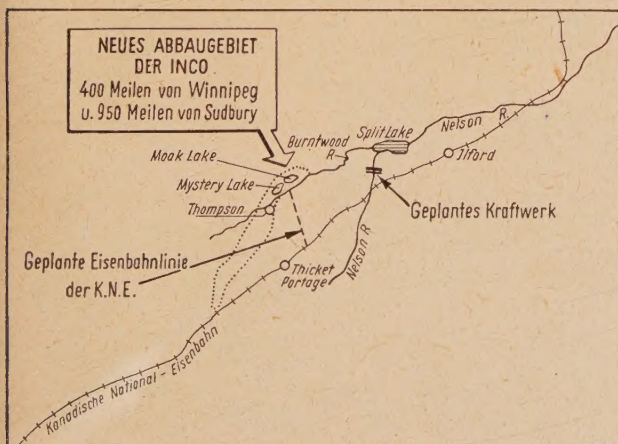 NEUES ABBAUGEBIET
DER INCO
400 Meilen von Winnipeg
u. 950 Meilen von Sudbury
Nelson R.
Split Lake
Burntwood
R.
Ilford
Moak Lake
Mystery Lake
Thompson
Geplantes Kraftwerk
Geplante Eisenbahnlinie
der K.N.E.
Thicket
Portage
Nelson R
Kanadische National-Eisenbahn